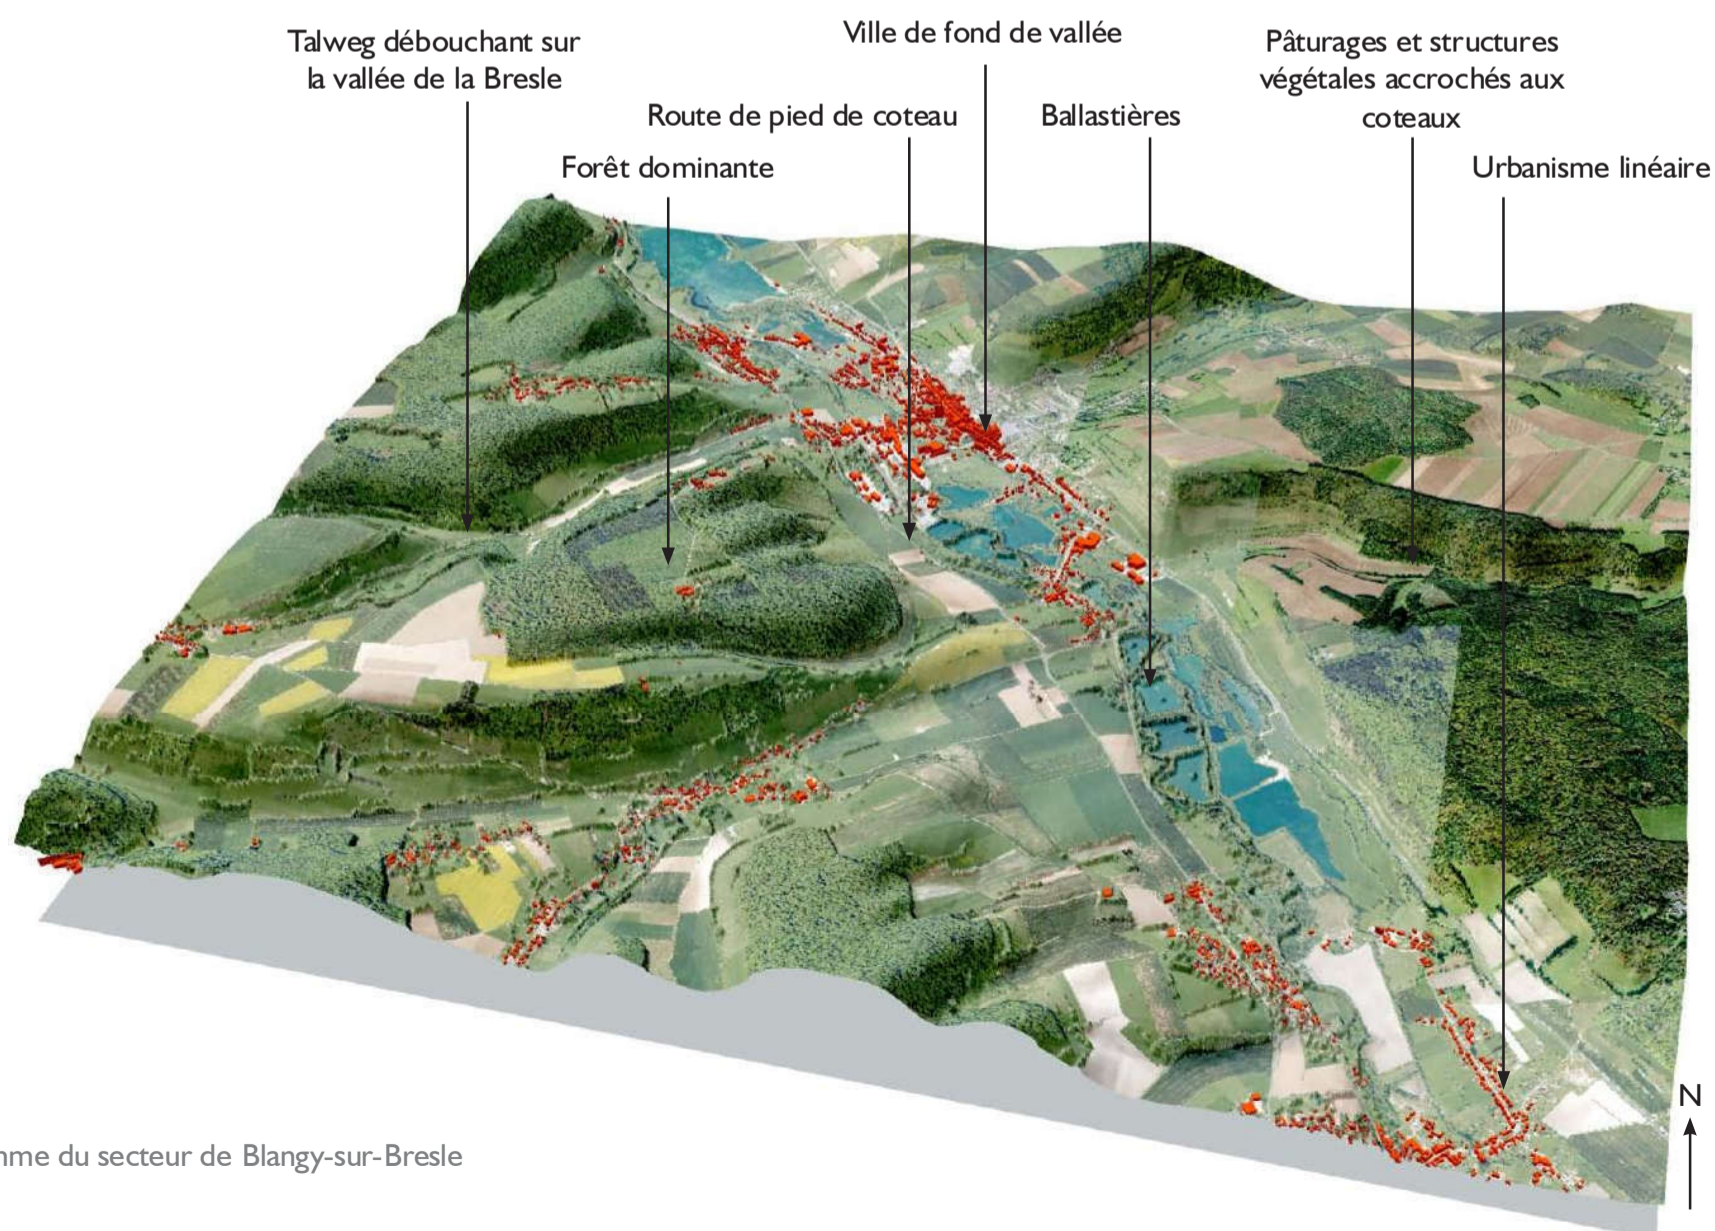 Talweg débouchant sur
la vallée de la Bresle
Ville de fond de vallée
Pâturages et structures
végétales accrochés aux
coteaux
Route de pied de coteau
Ballastières
Forêt dominante
Urbanisme linéaire
N
du secteur de Blangy-sur-Bresle